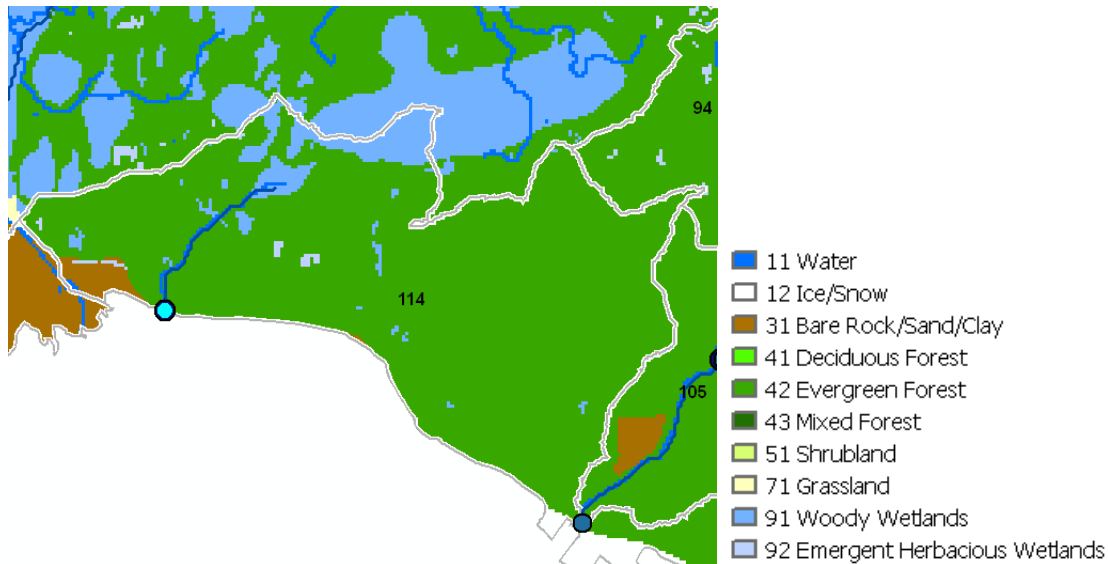 94
114
105
11 Water
12 Ice/Snow
31 Bare Rock/Sand/Clay
41 Deciduous Forest
42 Evergreen Forest
43 Mixed Forest
51 Shrubland
71 Grassland
91 Woody Wetlands
92 Emergent Herbacious Wetlands